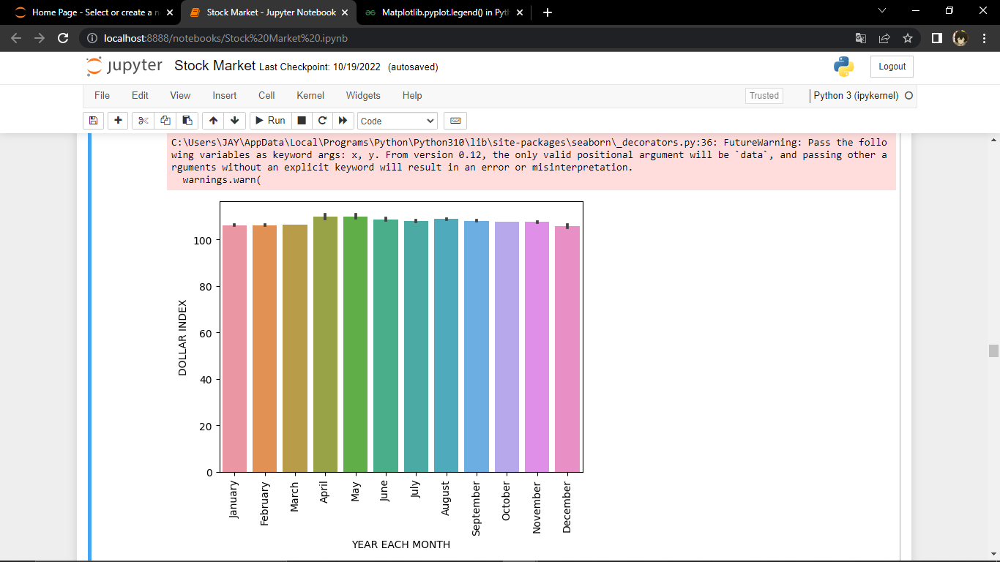 Home Page - Select or create a n
Stock Market - Jupyter Notebook
Matplotlib.pyplot.legend() in Pyth
localhost:8888/notebooks/Stock%20Market%20.ipynb
jupyter Stock Market Last Checkpoint: 10/19/2022 (autosaved)
Logout
File Edit View Insert Cell Kernel Widgets Help
Trusted
Python 3 (ipykernel)
Run
Code
C:\Users\JAY\AppData\Local\Programs\Python\Python310\lib\site-packages\seaborn\_decorators.py:36: FutureWarning: Pass the follo
wing variables as keyword args: x, y. From version 0.12, the only valid positional argument will be `data`, and passing other a
rguments without an explicit keyword will result in an error or misinterpretation.
warnings.warn(
100
80
60
40
20
0
DOLLAR INDEX
January
February
March
April
May
June
July
August
September
October
November
December
YEAR EACH MONTH